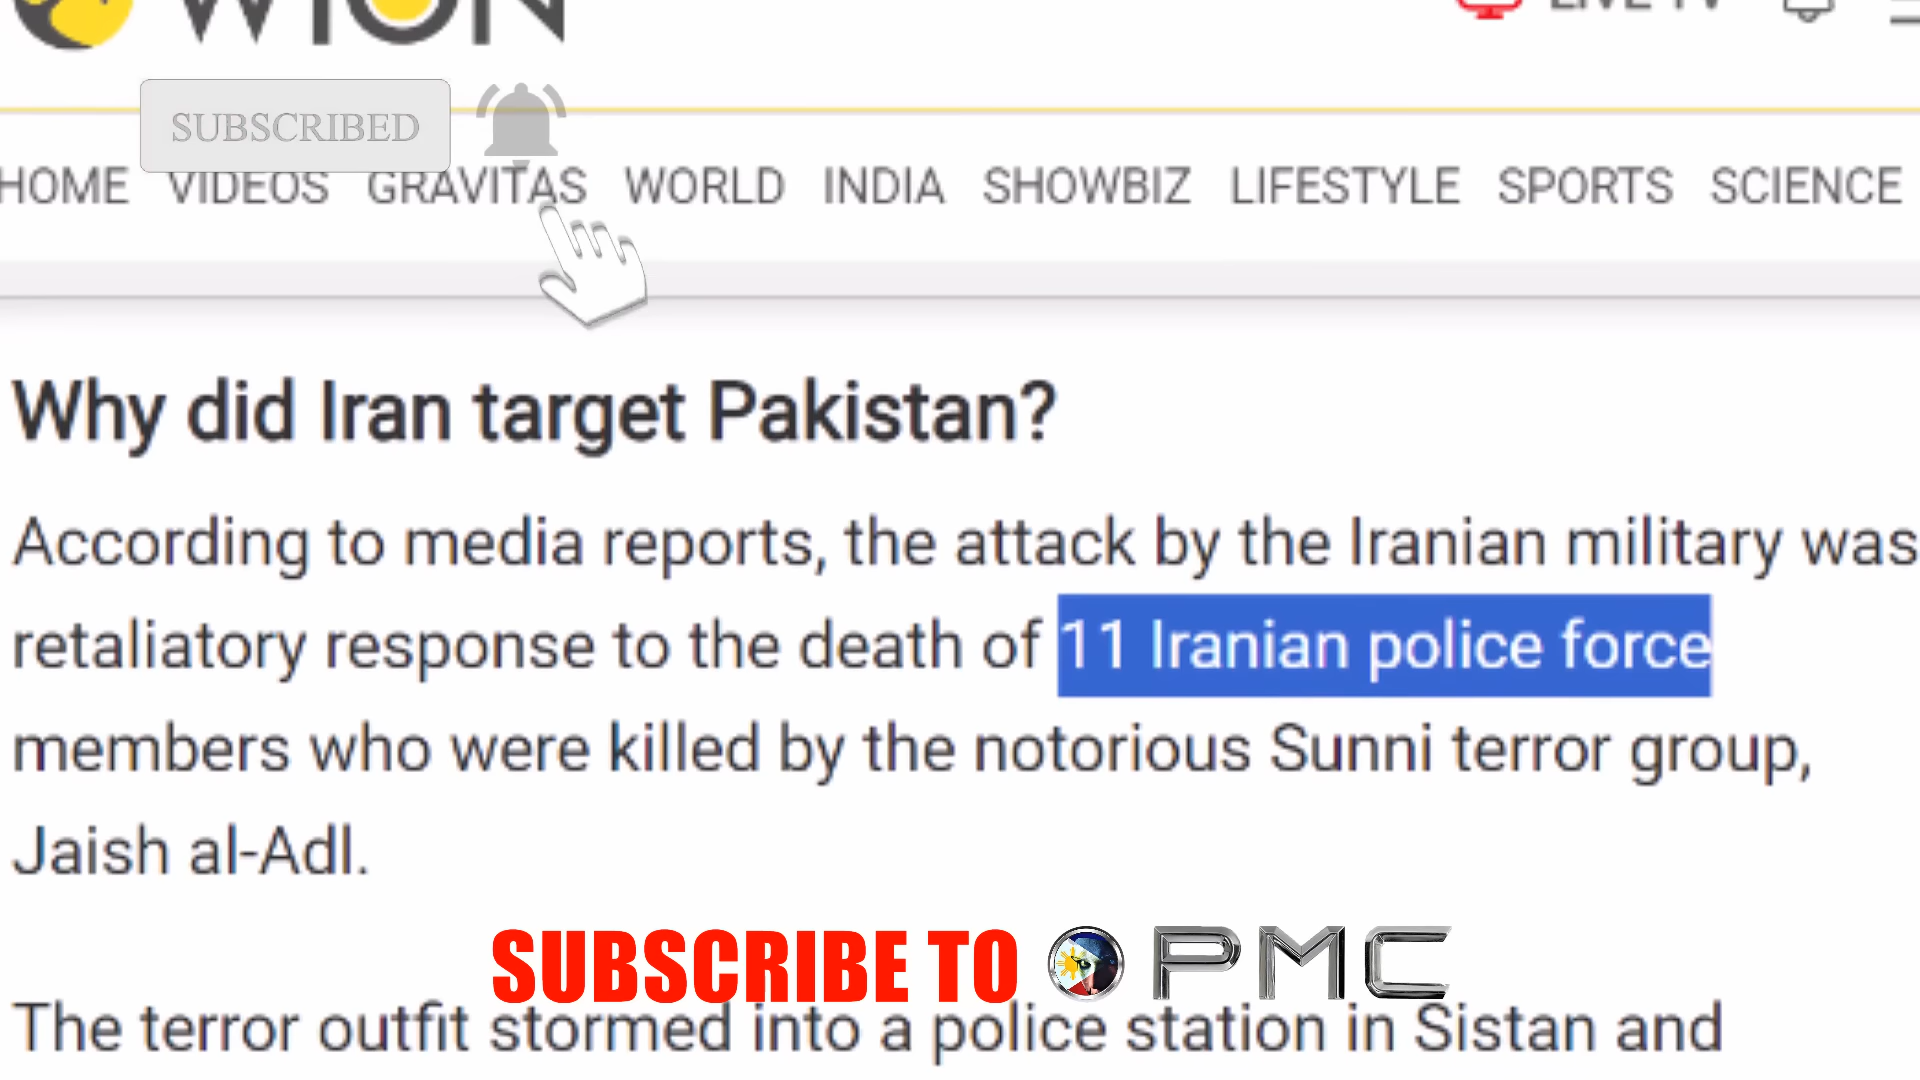 WION
LIVE TV
SUBSCRIBED
HOME VIDEOS GRAVITAS WORLD INDIA SHOWBIZ LIFESTYLE SPORTS SCIENCE
Why did Iran target Pakistan?
According to media reports, the attack by the Iranian military was
retaliatory response to the death of 11 Iranian police force
members who were killed by the notorious Sunni terror group,
Jaish al-Adl.
SUBSCRIBE TO PMC
The terror outfit stormed into a police station in Sistan and